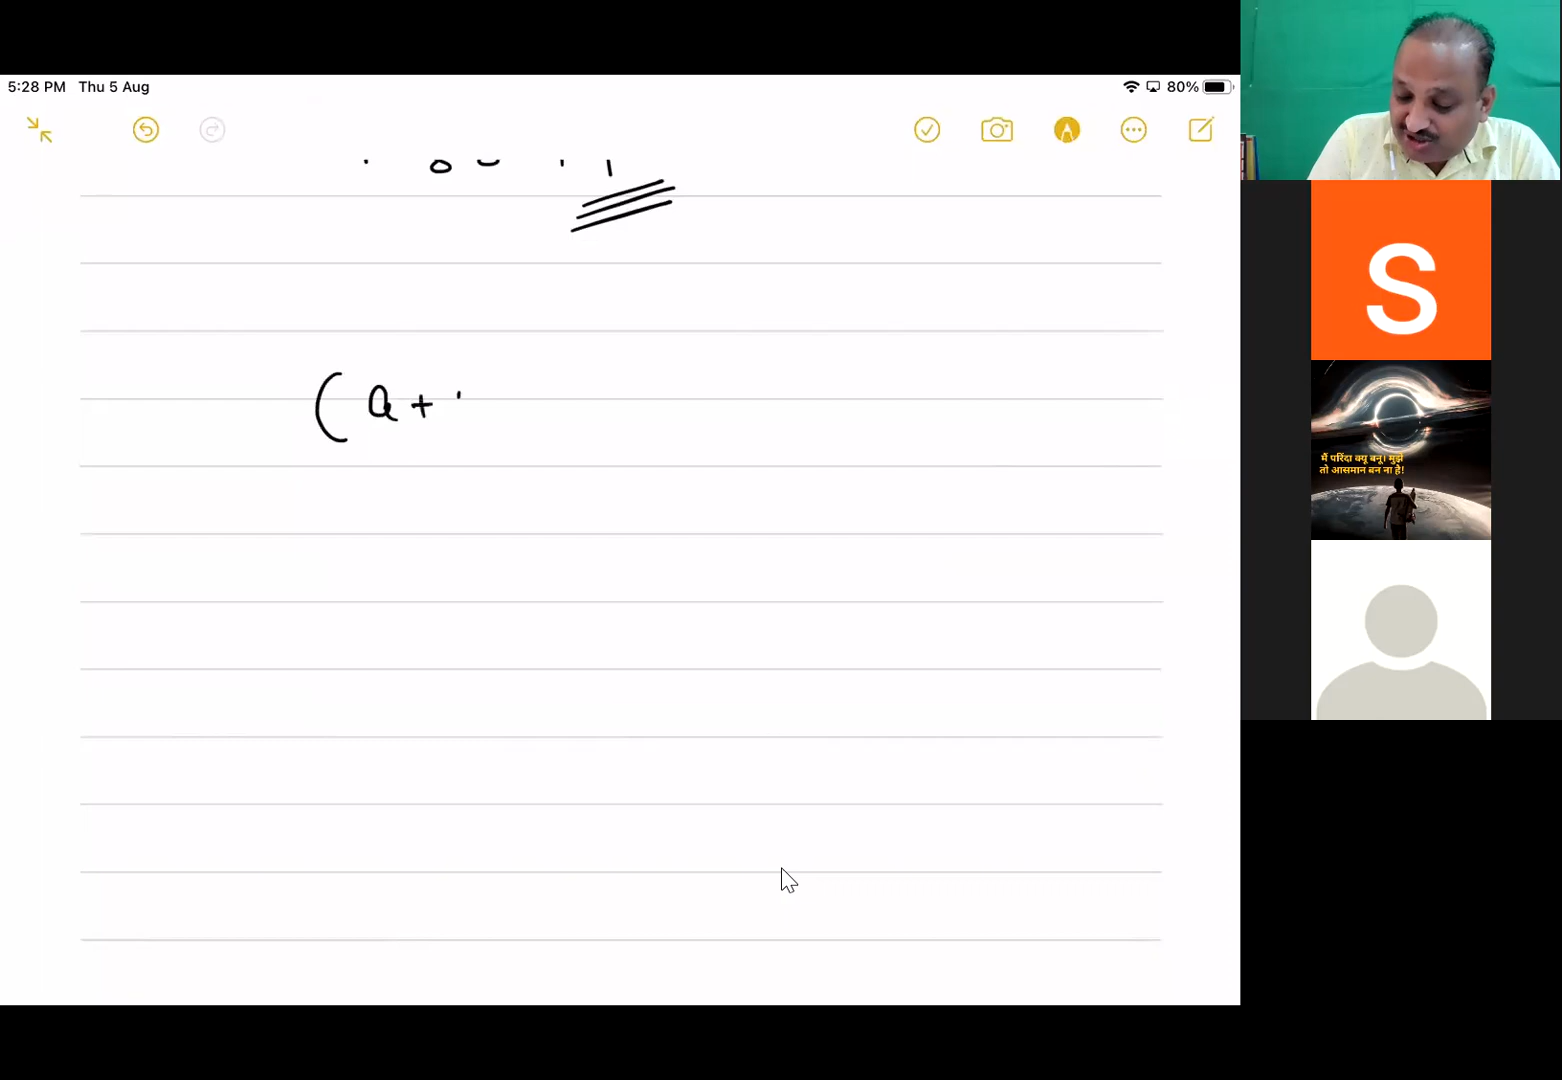 5:28 PM Thu 5 Aug
80%
( a +
S
मैं परिंदा क्यू बनू। मुझे
तो आसमान बन ना है!